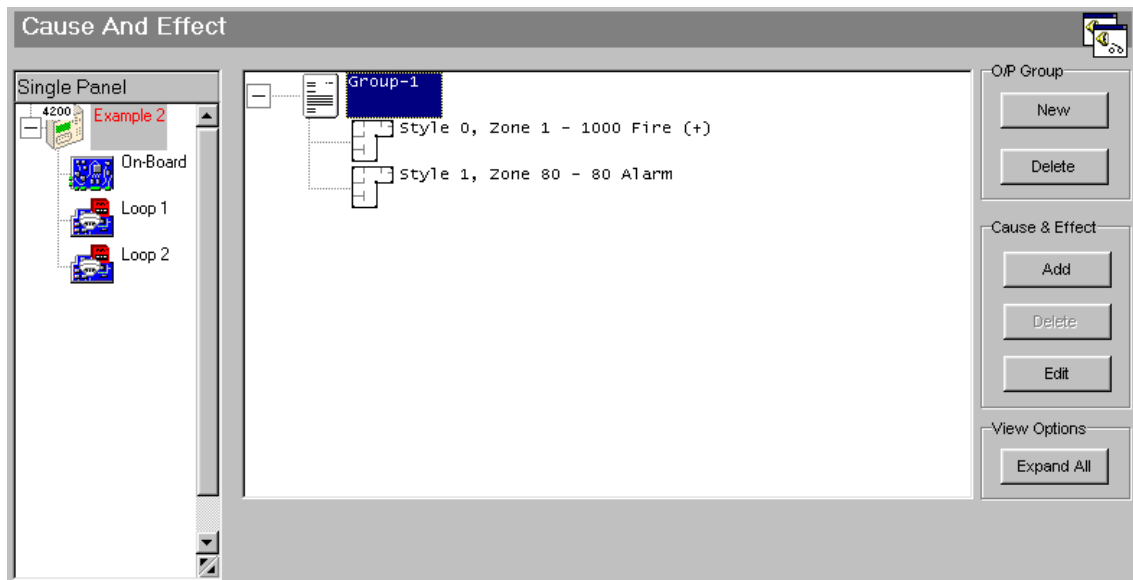 Cause And Effect
Single Panel
4200
Example 2
On-Board
Loop 1
Loop 2
Group-1
Style 0, Zone 1 - 1000 Fire (+)
Style 1, Zone 80 - 80 Alarm
O/P Group
New
Delete
Cause & Effect
Add
Delete
Edit
View Options
Expand All